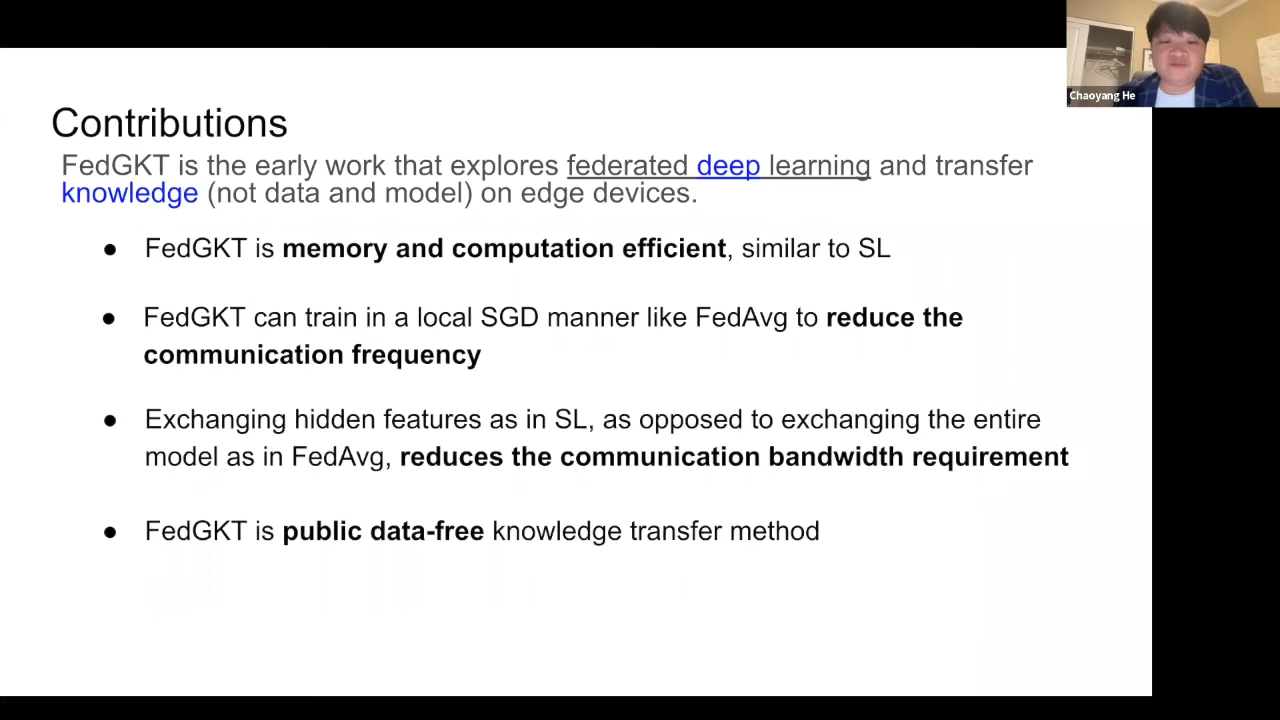 Chaoyang He
Contributions
FedGKT is the early work that explores federated deep learning and transfer
knowledge (not data and model) on edge devices.
● FedGKT is memory and computation efficient, similar to SL
● FedGKT can train in a local SGD manner like FedAvg to reduce the
communication frequency
● Exchanging hidden features as in SL, as opposed to exchanging the entire
model as in FedAvg, reduces the communication bandwidth requirement
● FedGKT is public data-free knowledge transfer method